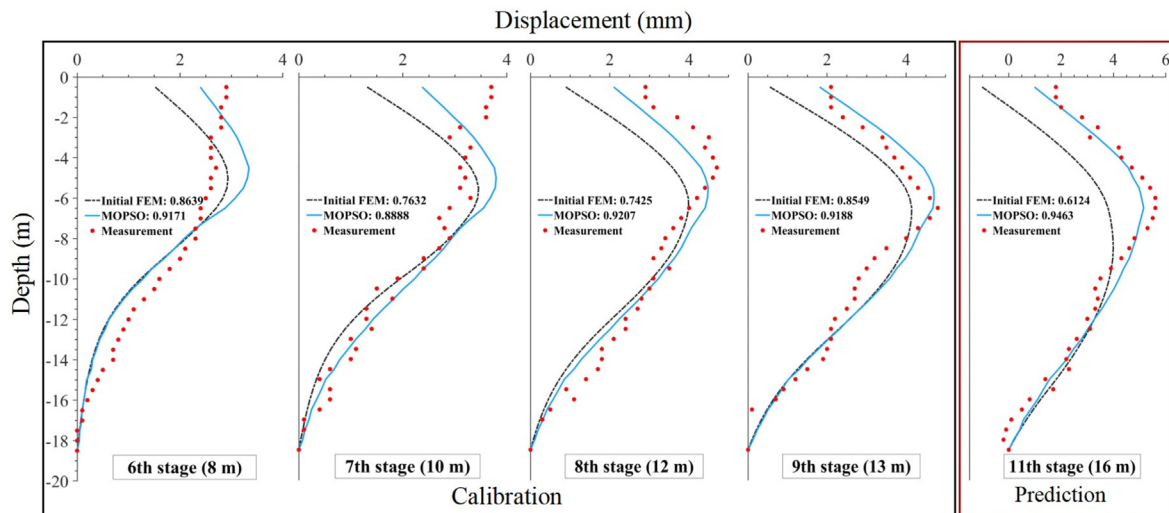 Displacement (mm)
0 2 4
0 2 4
0 2 4 6
0 2 4 6
0 2 4 6
Depth (m)
0
-2
-4
-6
-8
-10
-12
-14
-16
-18
-20
Initial FEM: 0.8639
MOPSO: 0.9171
Measurement
6th stage (8 m)
Initial FEM: 0.7632
MOPSO: 0.8888
Measurement
7th stage (10 m)
Initial FEM: 0.7425
MOPSO: 0.9207
Measurement
8th stage (12 m)
Initial FEM: 0.8549
MOPSO: 0.9188
Measurement
9th stage (13 m)
Initial FEM: 0.6124
MOPSO: 0.9463
Measurement
11th stage (16 m)
Calibration
Prediction